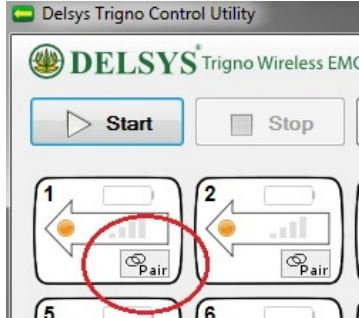 Delsys Trigno Control Utility
DELSYS Trigno Wireless EMG
Start Stop
1 2
Pair Pair
5 6